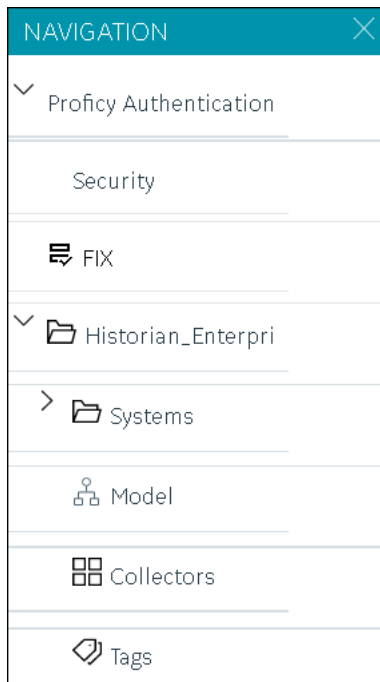 NAVIGATION
Proficy Authentication
Security
FIX
Historian_Enterpri
Systems
Model
Collectors
Tags